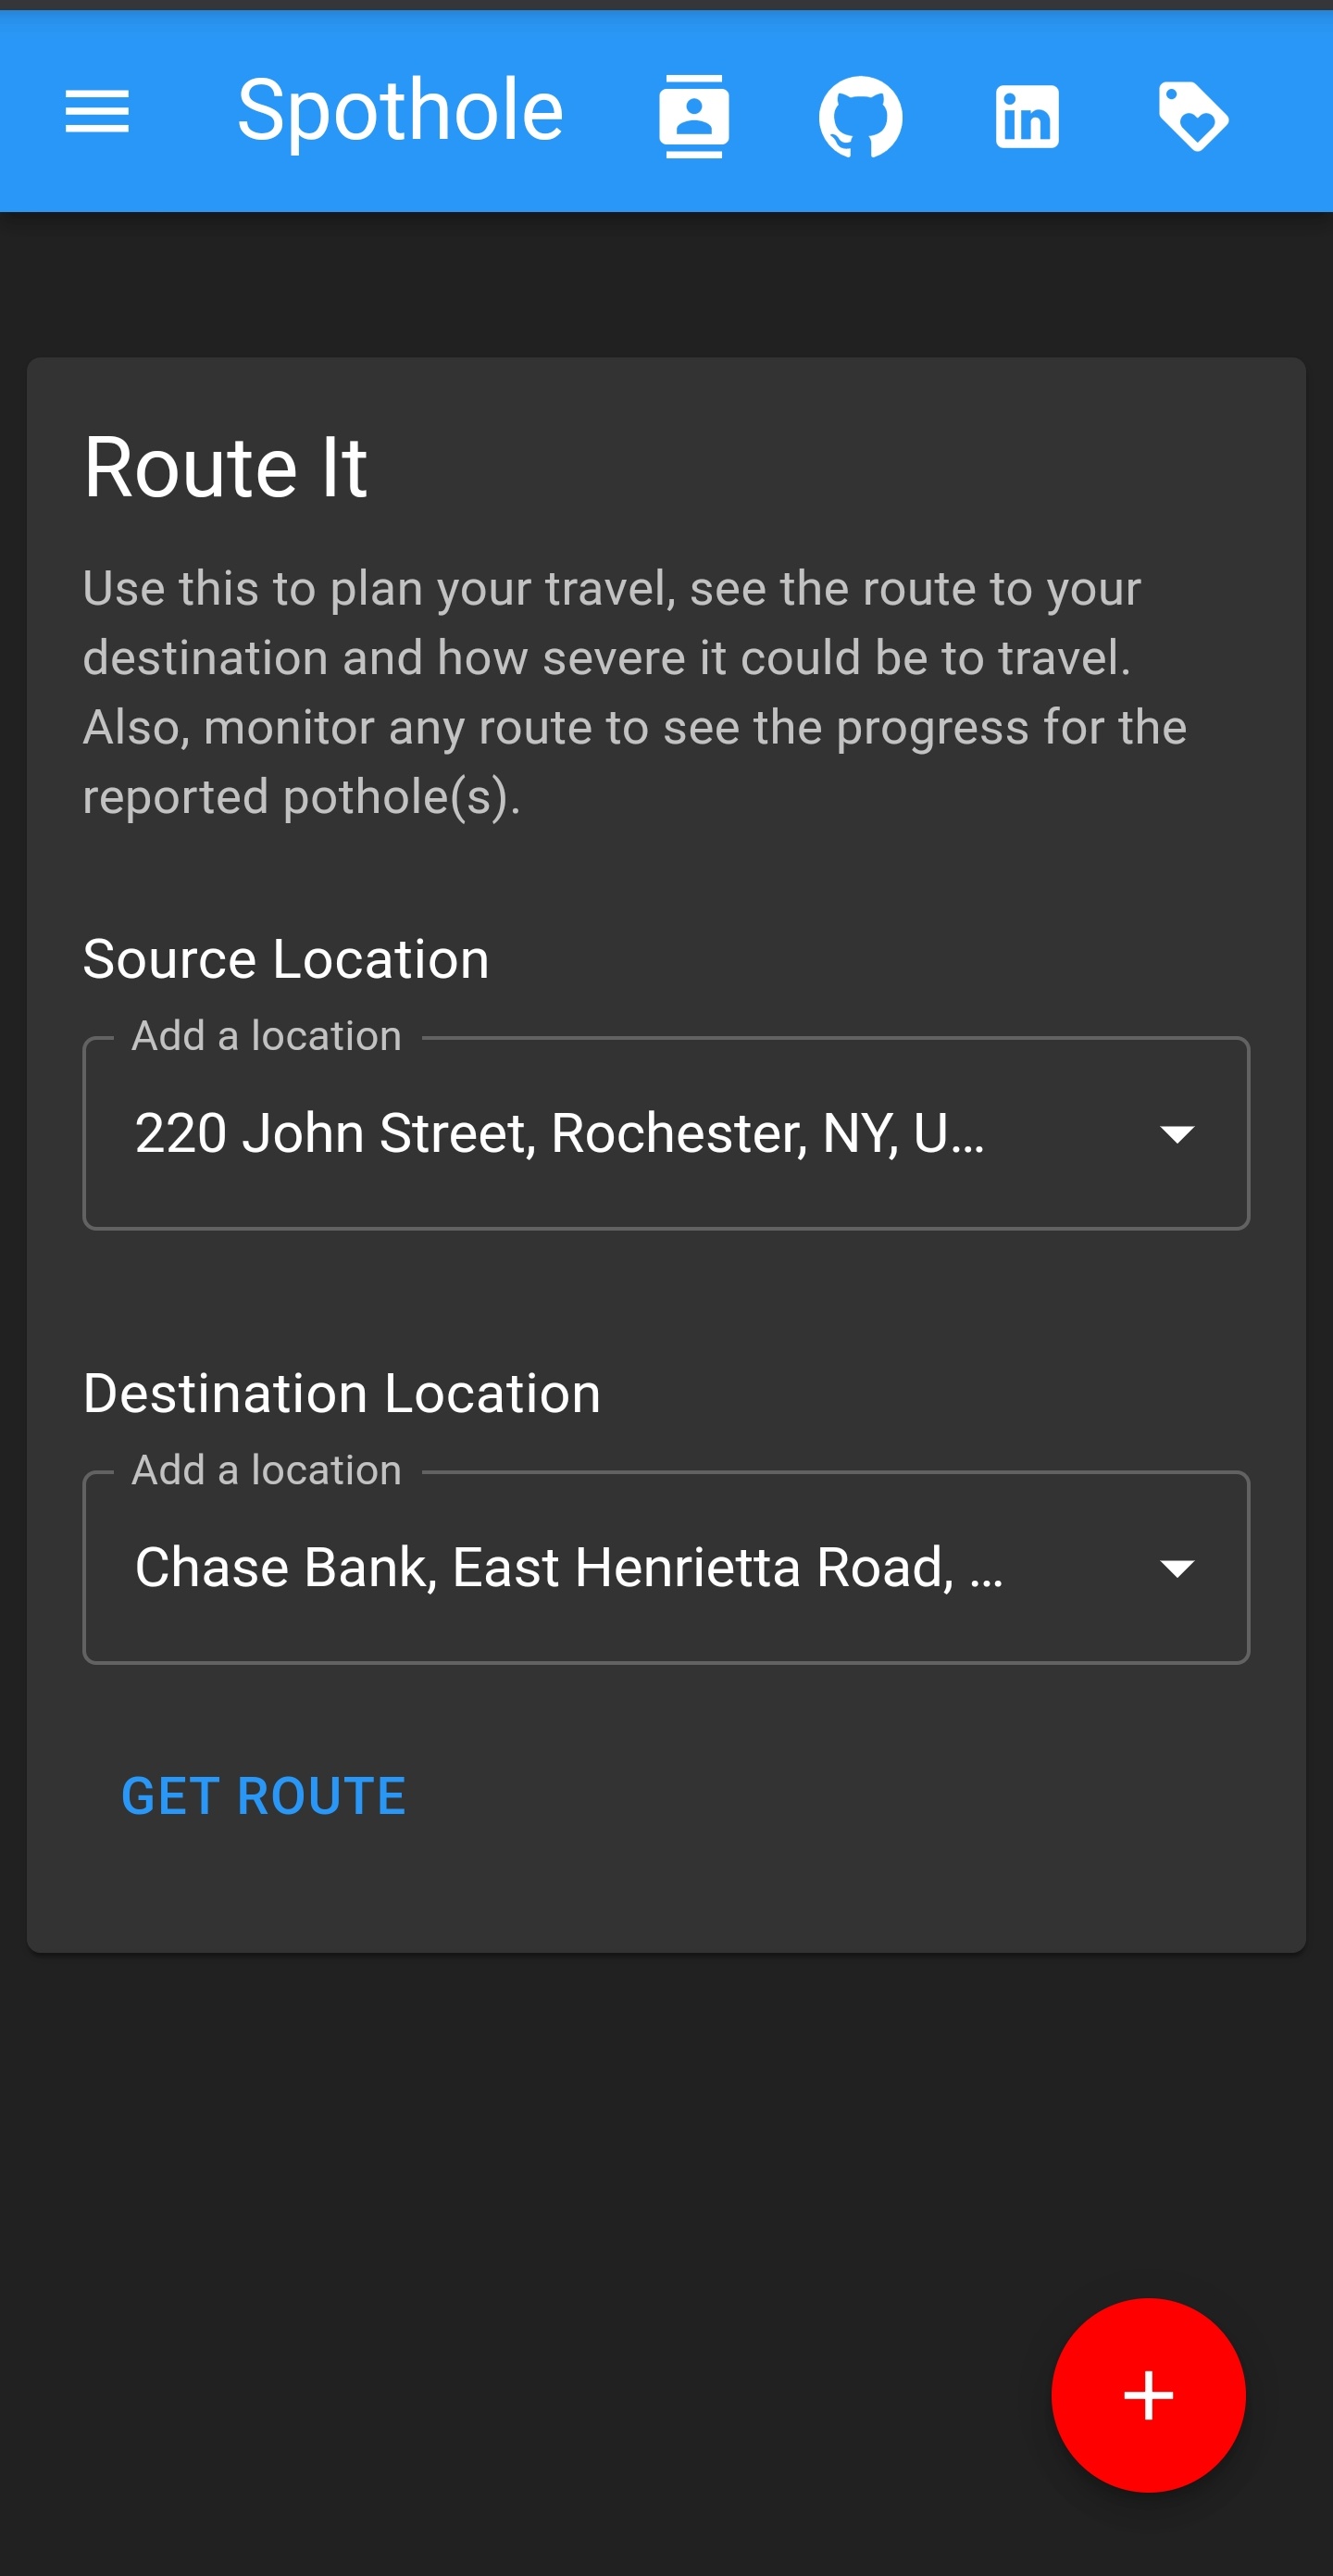 Spothole
Route It
Use this to plan your travel, see the route to your
destination and how severe it could be to travel.
Also, monitor any route to see the progress for the
reported pothole(s).
Source Location
Add a location
220 John Street, Rochester, NY, U...
Destination Location
Add a location
Chase Bank, East Henrietta Road, ...
GET ROUTE